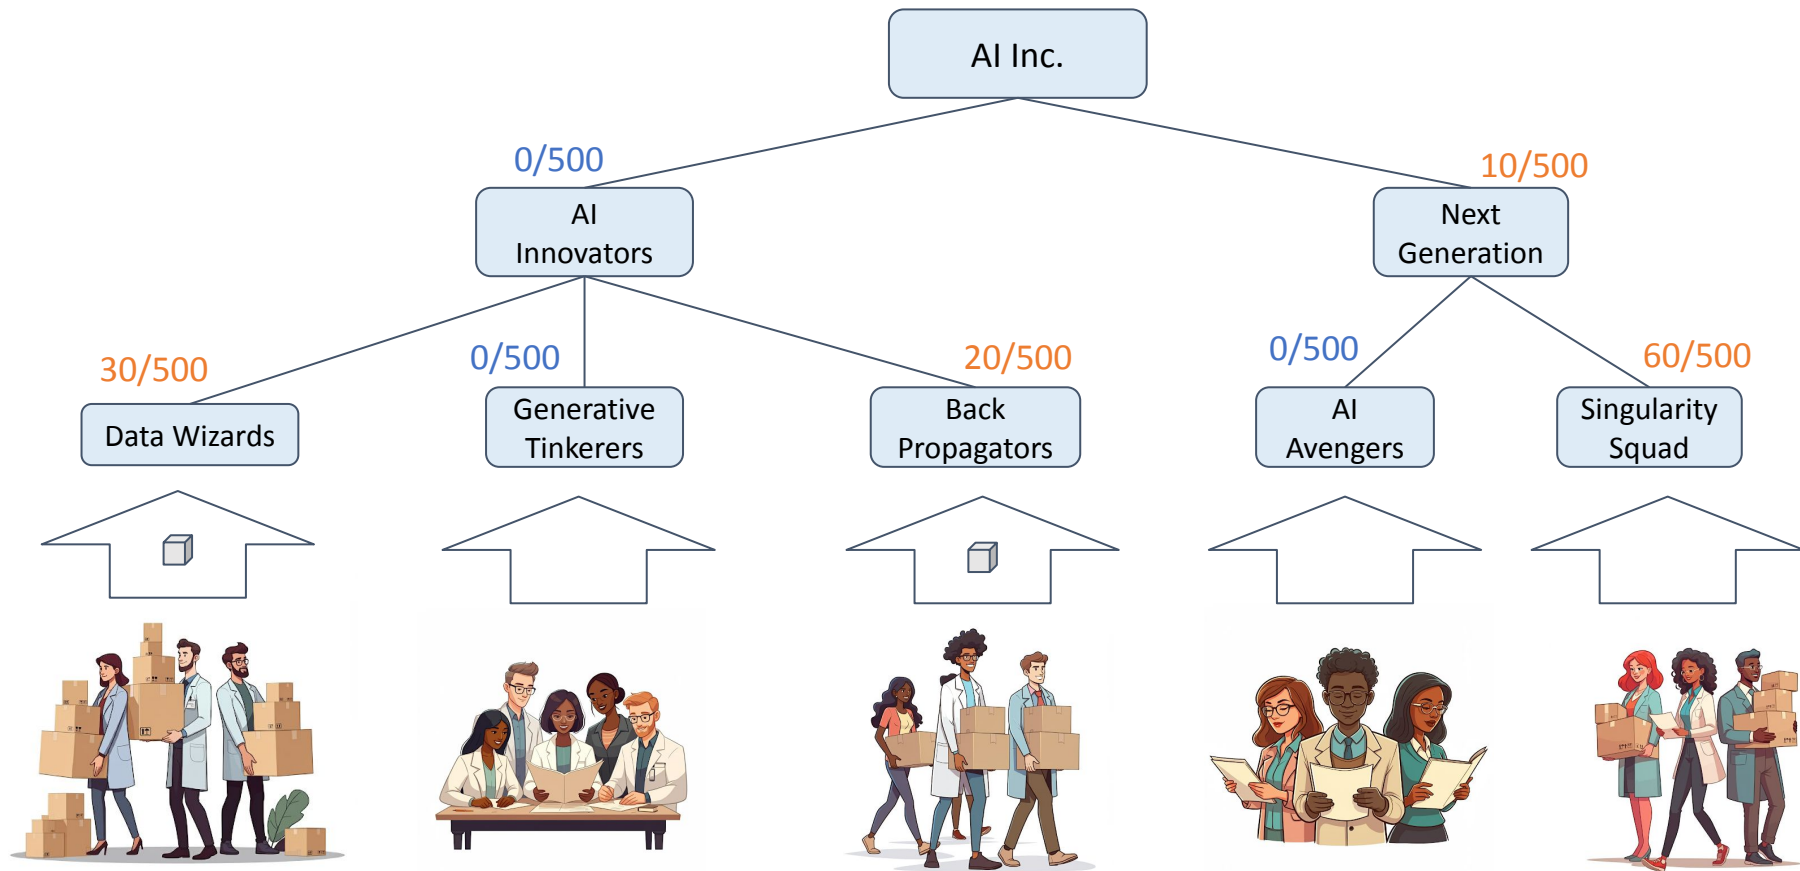 AI Inc.
0/500
10/500
AI
Innovators
Next
Generation
30/500
0/500
20/500
0/500
60/500
Data Wizards
Generative
Tinkerers
Back
Propagators
AI
Avengers
Singularity
Squad